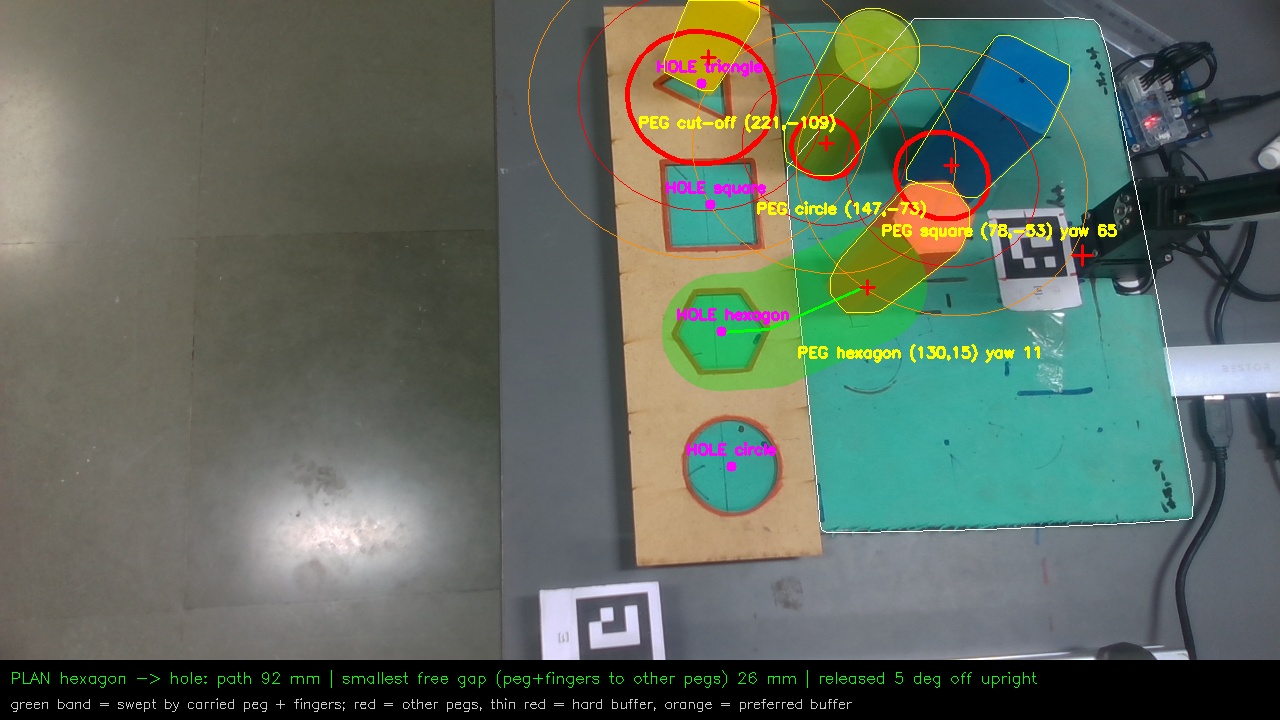 HOLE triangle
PEG cut-off (221,-109)
HOLE square
PEG circle (147,-73)
PEG square (78,-53) yaw 65
HOLE hexagon
PEG hexagon (130,15) yaw 11
HOLE circle
PLAN hexagon -> hole: path 92 mm | smallest free gap (peg+fingers to other pegs) 26 mm | released 5 deg off upright
green band = swept by carried peg + fingers; red = other pegs, thin red = hard buffer, orange = preferred buffer